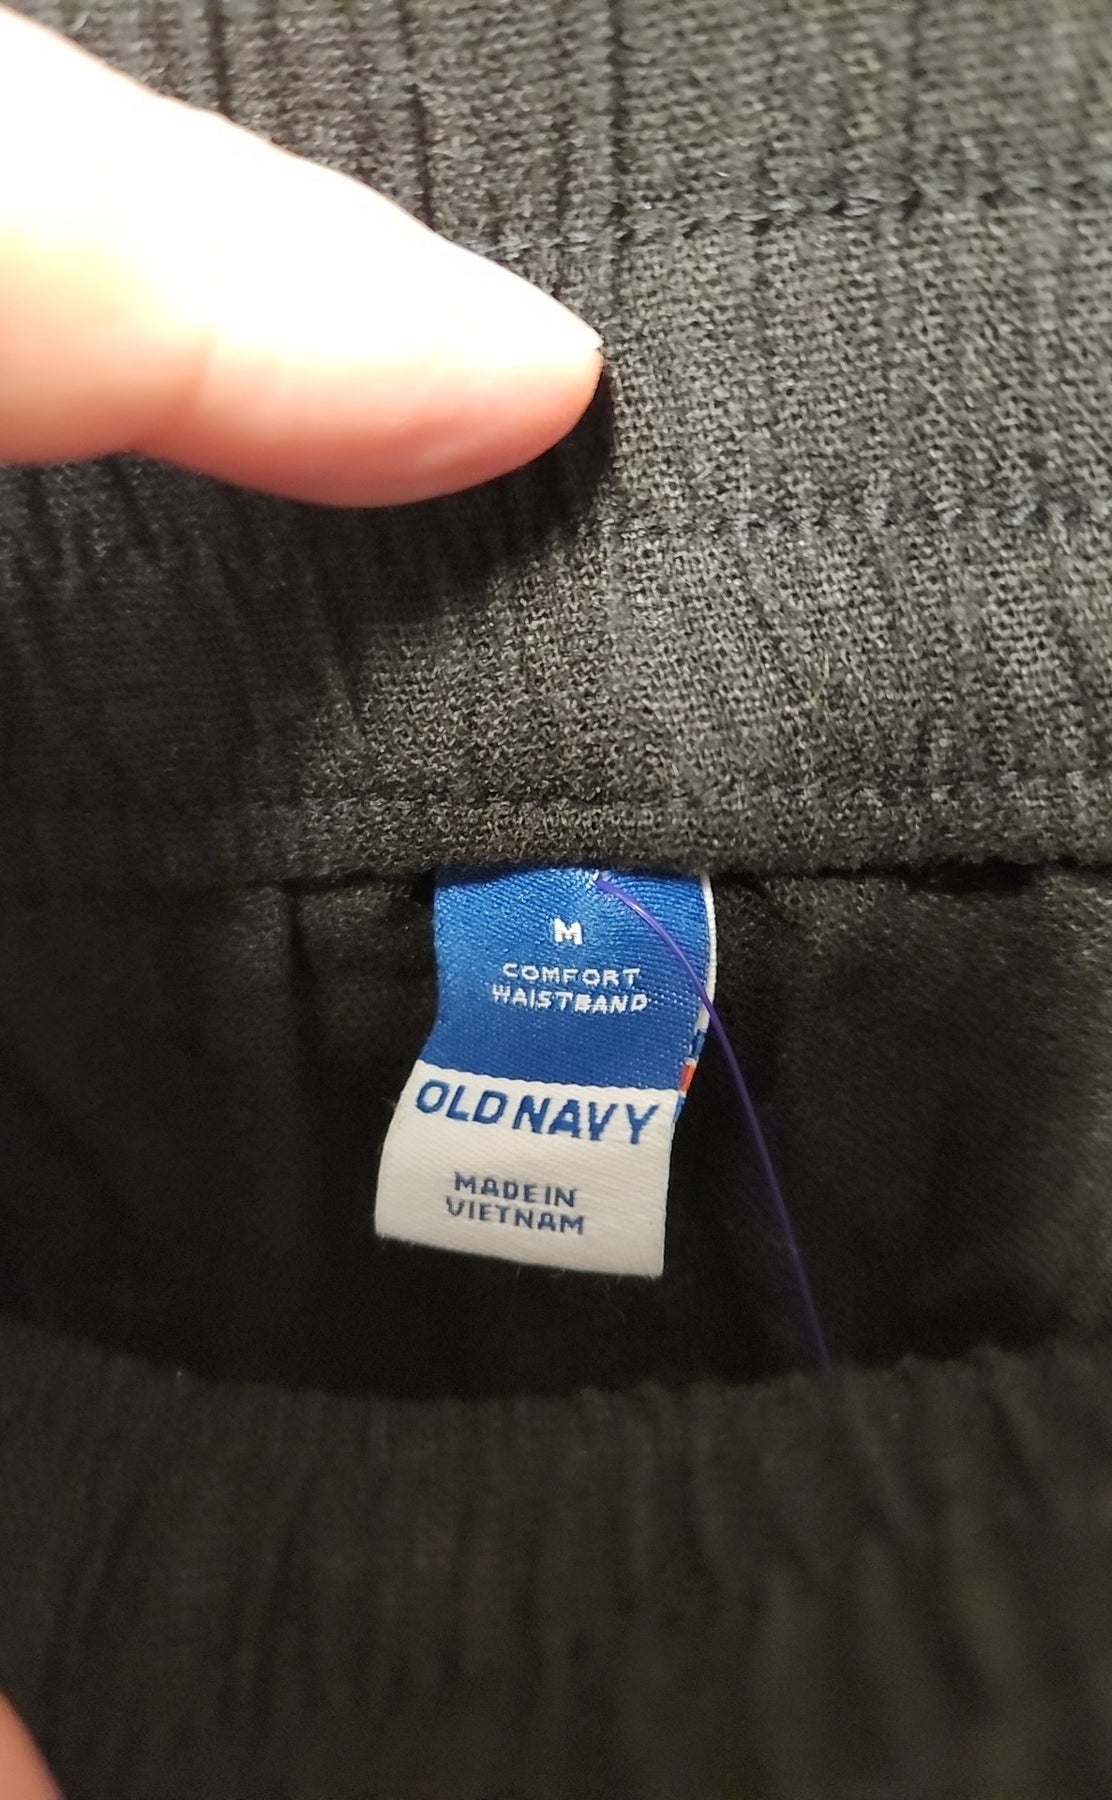 M
COMFORT
WAISTBAND
OLD NAVY
MADE IN
VIETNAM